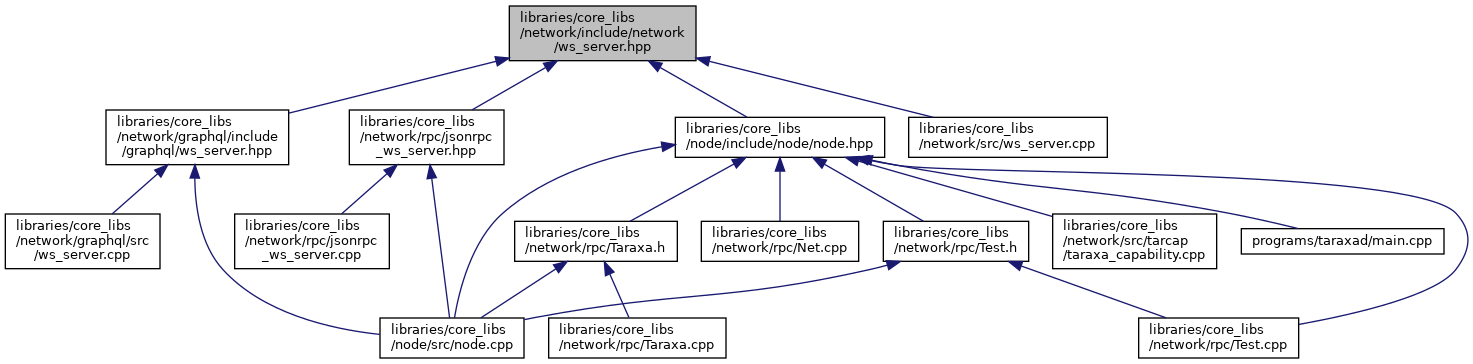 libraries/core_libs
/network/include/network
/ws_server.hpp
libraries/core_libs
/network/graphql/include
/graphql/ws_server.hpp
libraries/core_libs
/network/rpc/jsonrpc
_ws_server.hpp
libraries/core_libs
/node/include/node/node.hpp
libraries/core_libs
/network/src/ws_server.cpp
libraries/core_libs
/network/graphql/src
/ws_server.cpp
libraries/core_libs
/network/rpc/jsonrpc
_ws_server.cpp
libraries/core_libs
/network/rpc/Taraxa.h
libraries/core_libs
/network/rpc/Net.cpp
libraries/core_libs
/network/rpc/Test.h
libraries/core_libs
/network/src/tarcap
/taraxa_capability.cpp
programs/taraxad/main.cpp
libraries/core_libs
/node/src/node.cpp
libraries/core_libs
/network/rpc/Taraxa.cpp
libraries/core_libs
/network/rpc/Test.cpp